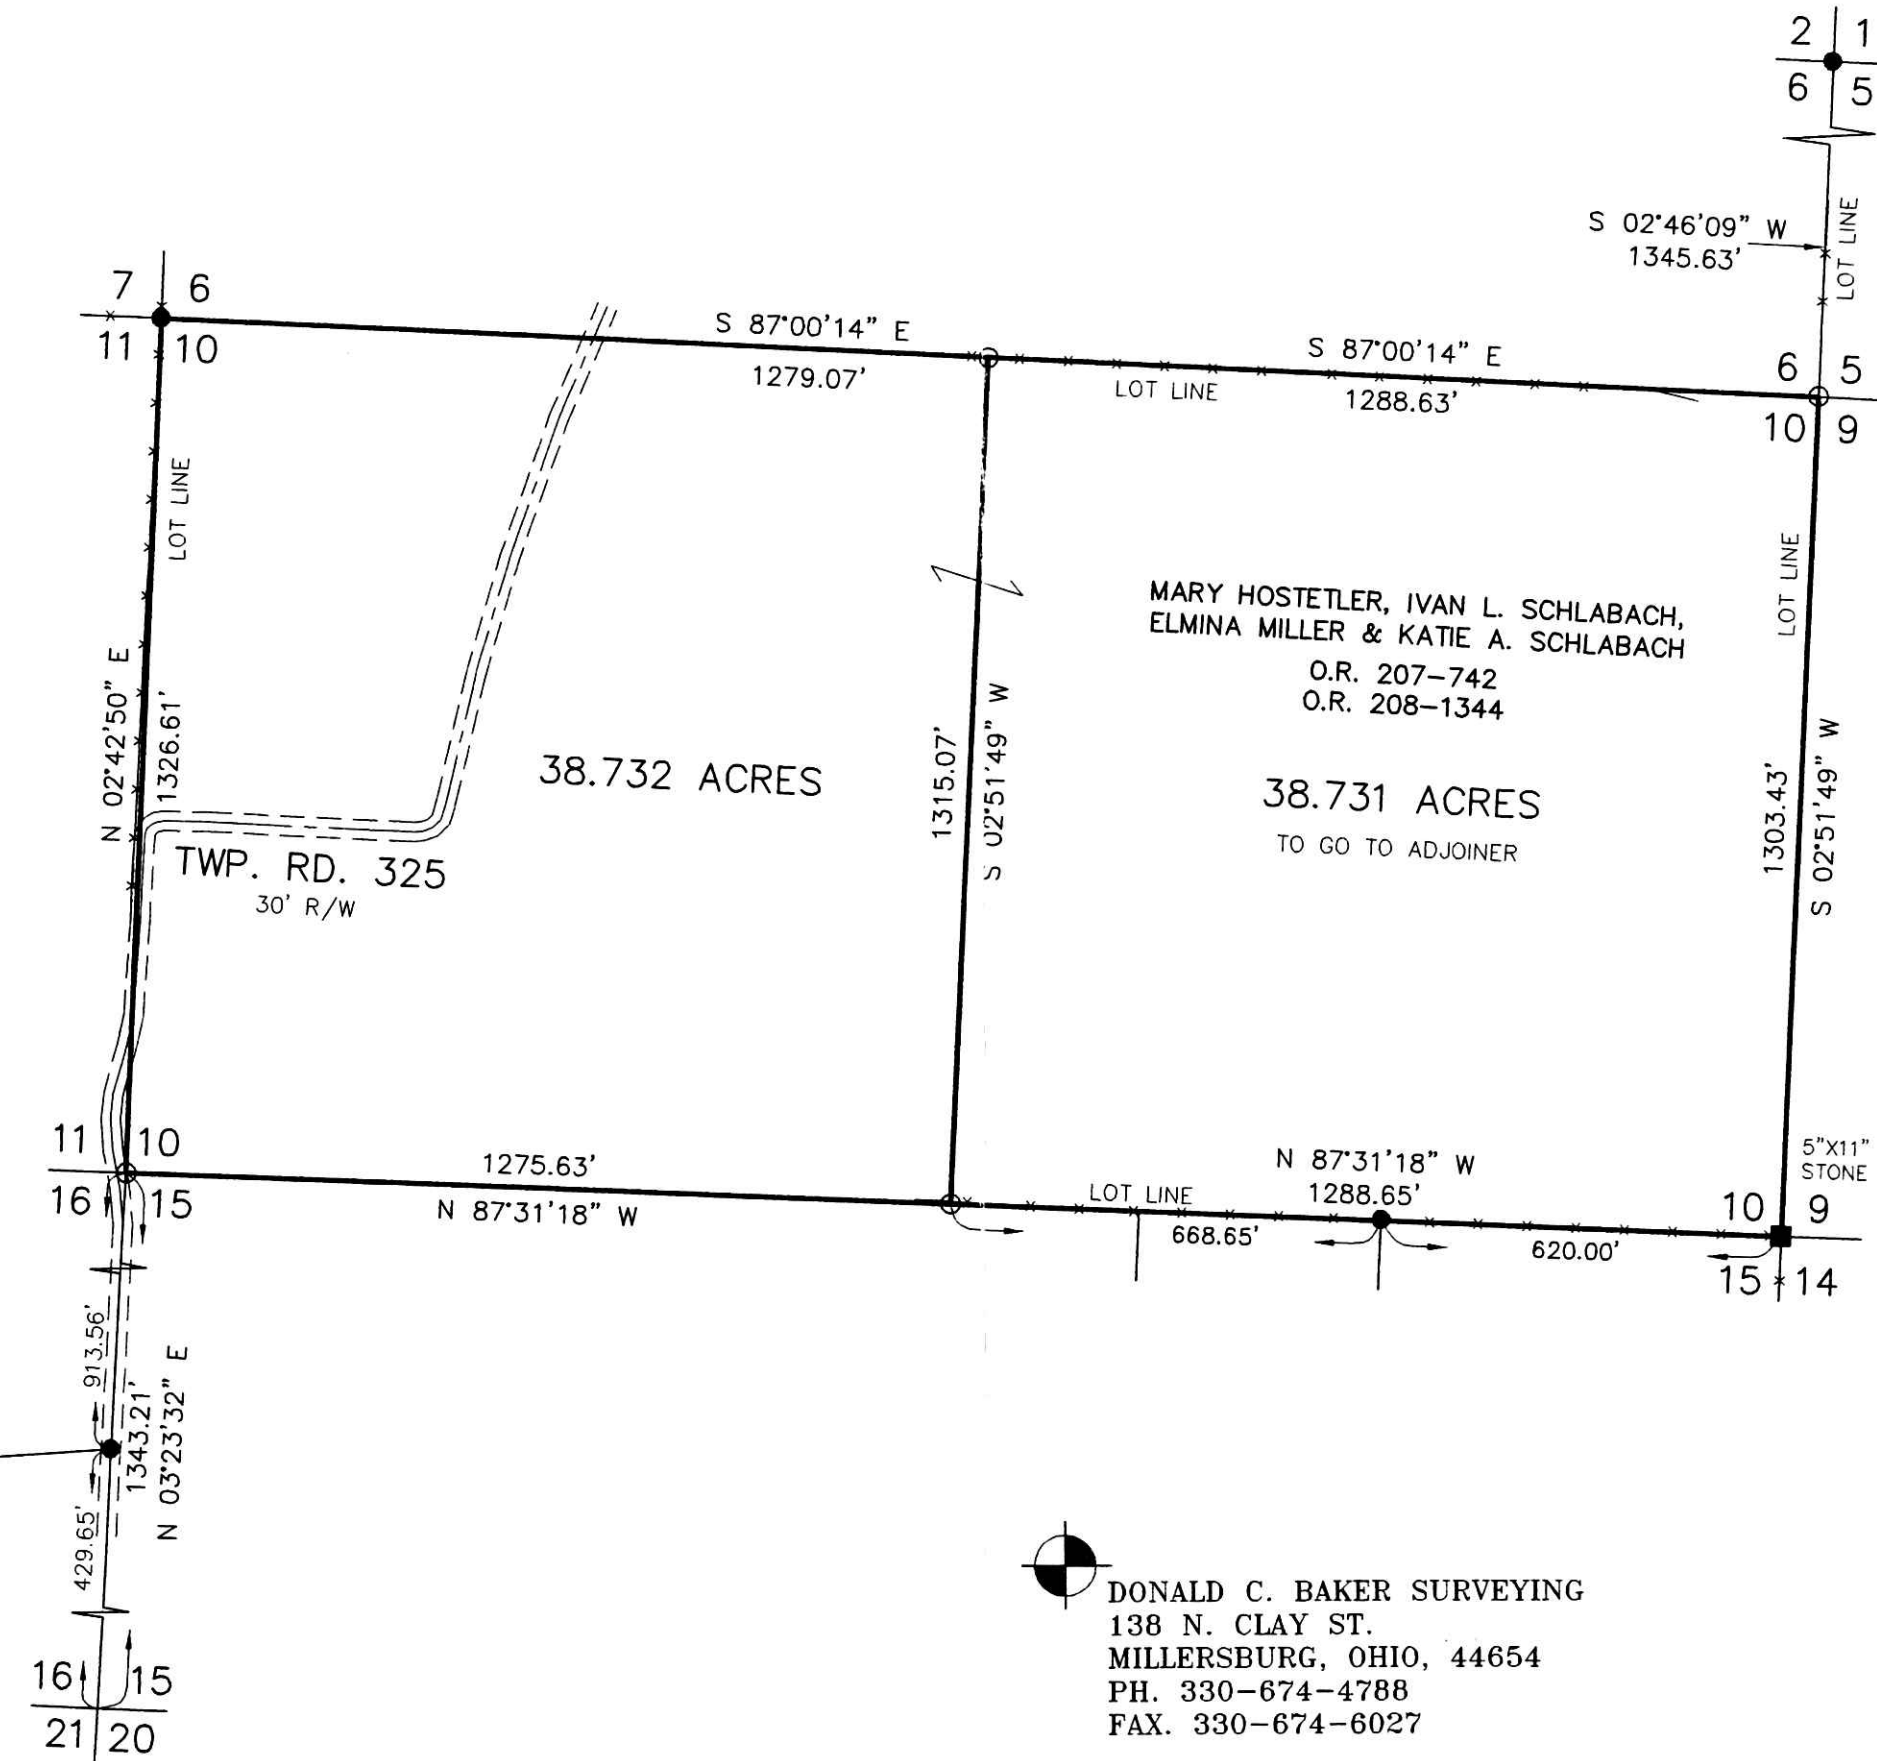 2 1
6 5
S 02°46'09" W
1345.63'
LOT LINE
7 6
11 10
S 87°00'14" E
1279.07'
S 87°00'14" E
LOT LINE
1288.63'
6 5
10 9
LOT LINE
N 02°42'50" E
1326.61'
TWP. RD. 325
30' R/W
38.732 ACRES
1315.07'
S 02°51'49" W
MARY HOSTETLER, IVAN L. SCHLABACH,
ELMINA MILLER & KATIE A. SCHLABACH
O.R. 207-742
O.R. 208-1344
38.731 ACRES
TO GO TO ADJOINER
LOT LINE
1303.43'
S 02°51'49" W
11 10
16 15
1275.63'
N 87°31'18" W
N 87°31'18" W
LOT LINE
1288.65'
668.65'
620.00'
5"X11"
STONE
10 9
15 14
913.56'
1343.21'
N 03°23'32" E
429.65'
16 15
21 20
DONALD C. BAKER SURVEYING
138 N. CLAY ST.
MILLERSBURG, OHIO, 44654
PH. 330-674-4788
FAX. 330-674-6027